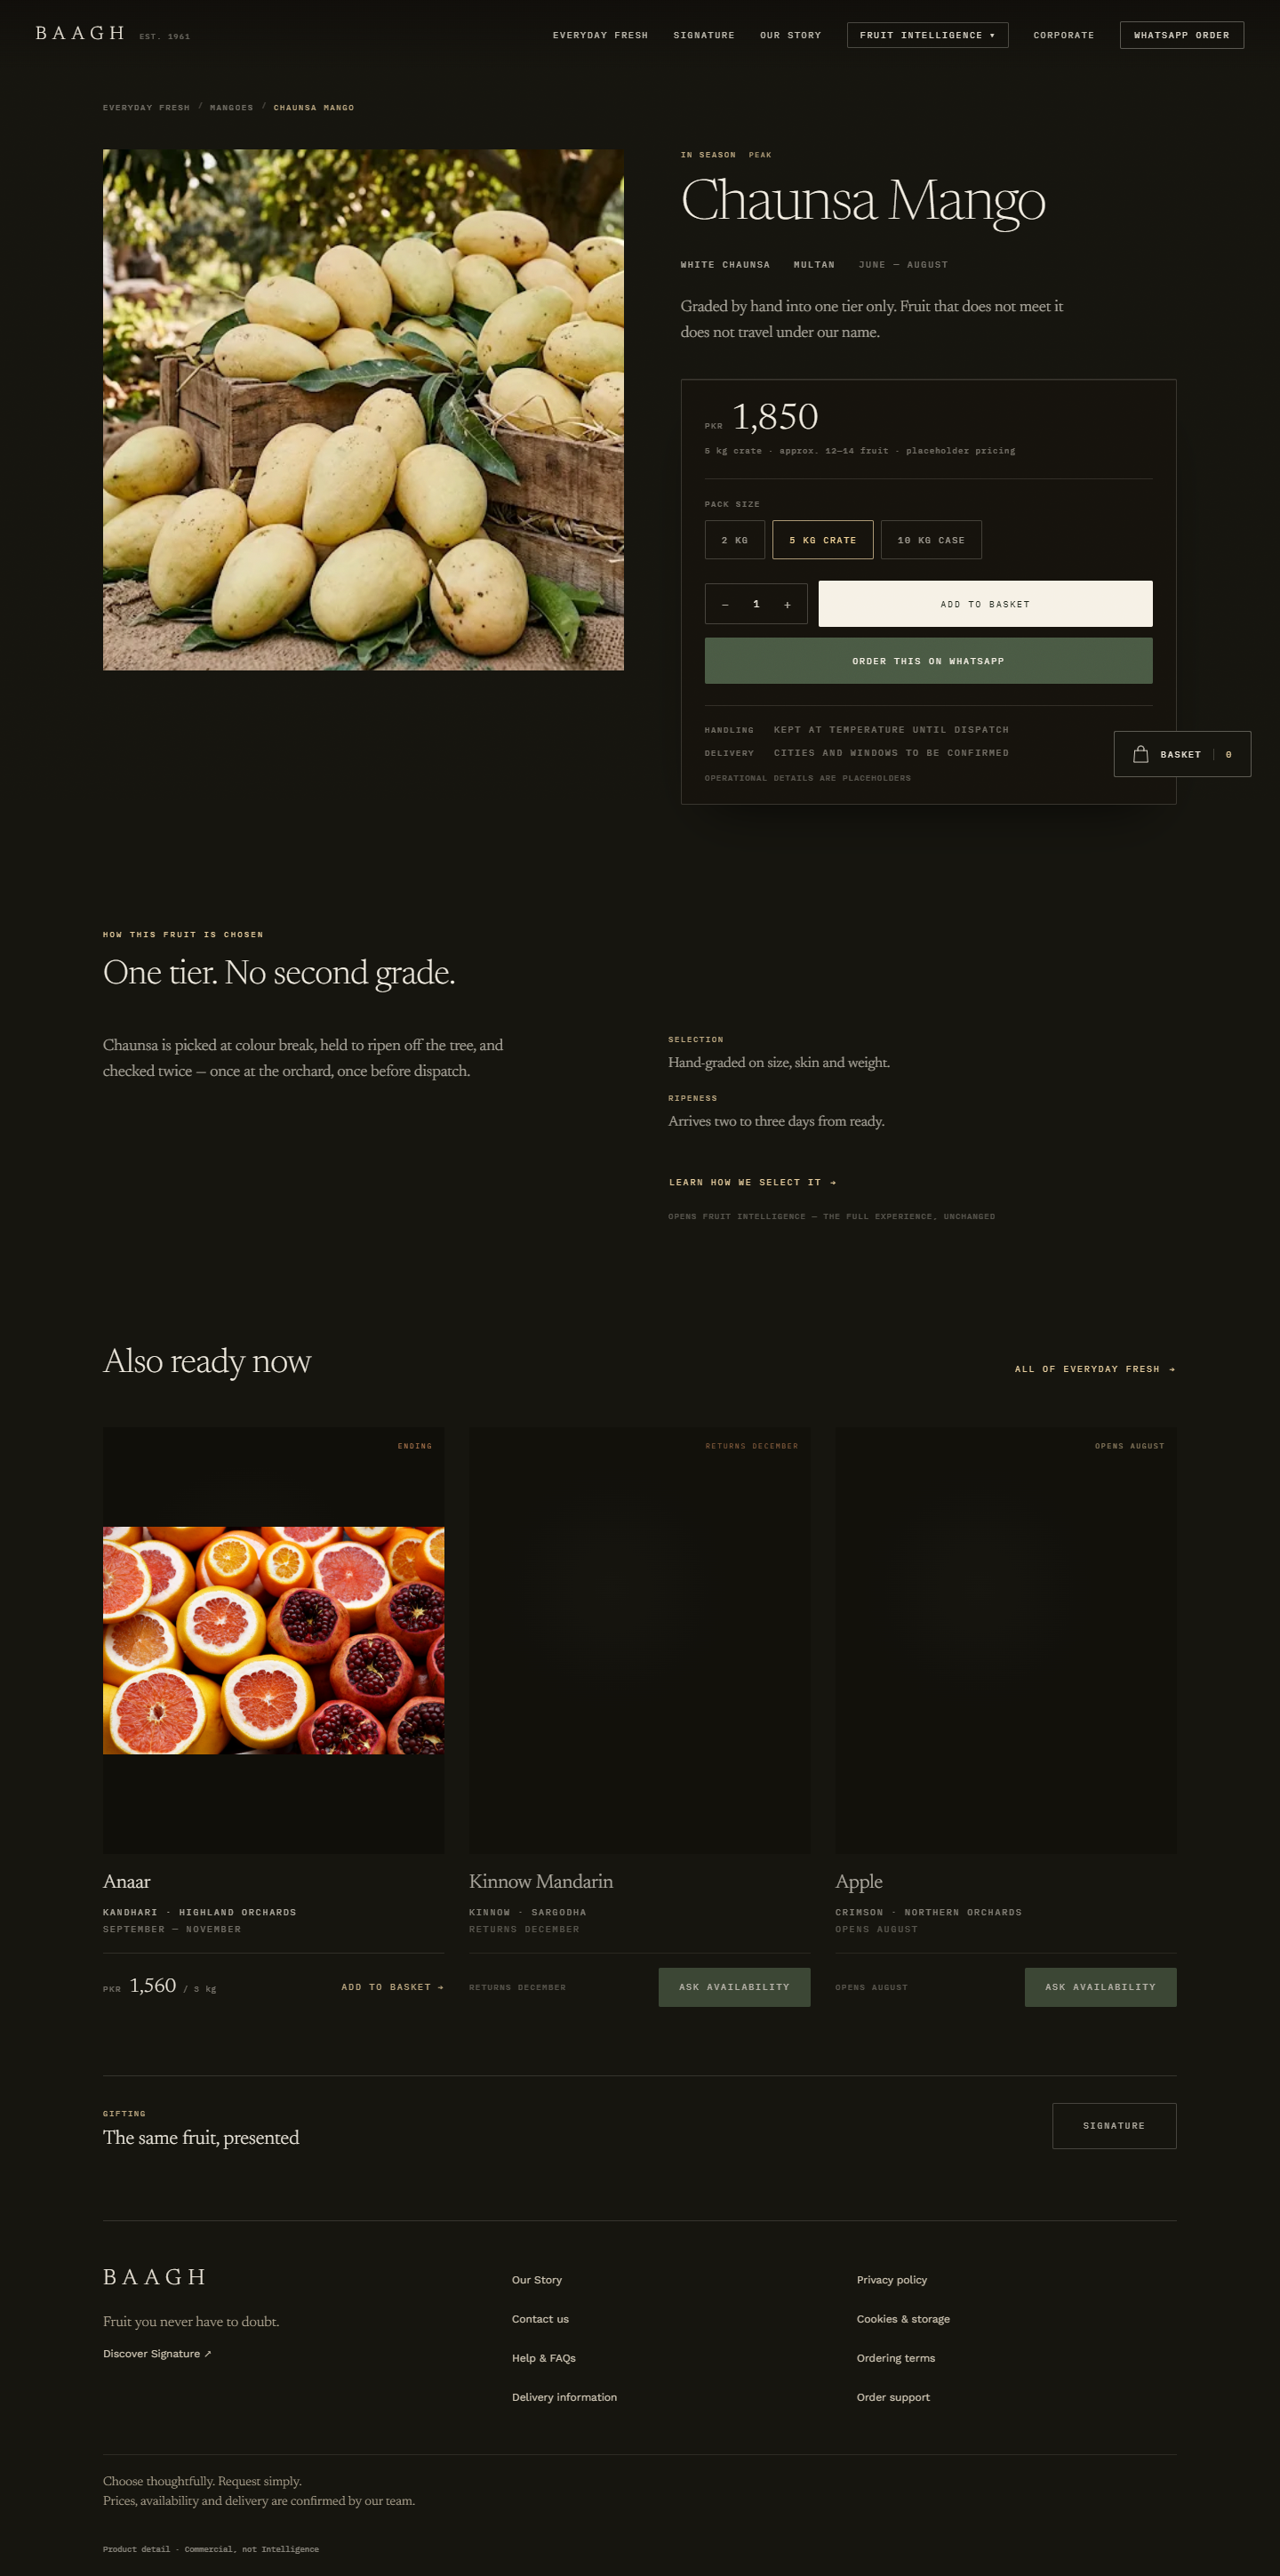 BAAGH EST. 1961
EVERYDAY FRESH SIGNATURE OUR STORY FRUIT INTELLIGENCE ▾ CORPORATE WHATSAPP ORDER
EVERYDAY FRESH / MANGOES / CHAUNSA MANGO
IN SEASON PEAK
Chaunsa Mango
WHITE CHAUNSA MULTAN JUNE — AUGUST
Graded by hand into one tier only. Fruit that does not meet it
does not travel under our name.
PKR 1,850
5 kg crate · approx. 12–14 fruit · placeholder pricing
PACK SIZE
2 KG 5 KG CRATE 10 KG CASE
− 1 + ADD TO BASKET
ORDER THIS ON WHATSAPP
HANDLING KEPT AT TEMPERATURE UNTIL DISPATCH
DELIVERY CITIES AND WINDOWS TO BE CONFIRMED
OPERATIONAL DETAILS ARE PLACEHOLDERS
BASKET 0
HOW THIS FRUIT IS CHOSEN
One tier. No second grade.
Chaunsa is picked at colour break, held to ripen off the tree, and
checked twice — once at the orchard, once before dispatch.
SELECTION
Hand-graded on size, skin and weight.
RIPENESS
Arrives two to three days from ready.
LEARN HOW WE SELECT IT →
OPENS FRUIT INTELLIGENCE — THE FULL EXPERIENCE, UNCHANGED
Also ready now
ALL OF EVERYDAY FRESH →
ENDING
RETURNS DECEMBER
OPENS AUGUST
Anaar
KANDHARI · HIGHLAND ORCHARDS
SEPTEMBER — NOVEMBER
PKR 1,560 / 5 kg ADD TO BASKET →
Kinnow Mandarin
KINNOW · SARGODHA
RETURNS DECEMBER
RETURNS DECEMBER ASK AVAILABILITY
Apple
CRIMSON · NORTHERN ORCHARDS
OPENS AUGUST
OPENS AUGUST ASK AVAILABILITY
GIFTING
The same fruit, presented
SIGNATURE
BAAGH
Fruit you never have to doubt.
Discover Signature ↗
Our Story
Contact us
Help & FAQs
Delivery information
Privacy policy
Cookies & storage
Ordering terms
Order support
Choose thoughtfully. Request simply.
Prices, availability and delivery are confirmed by our team.
Product detail · Commercial, not Intelligence